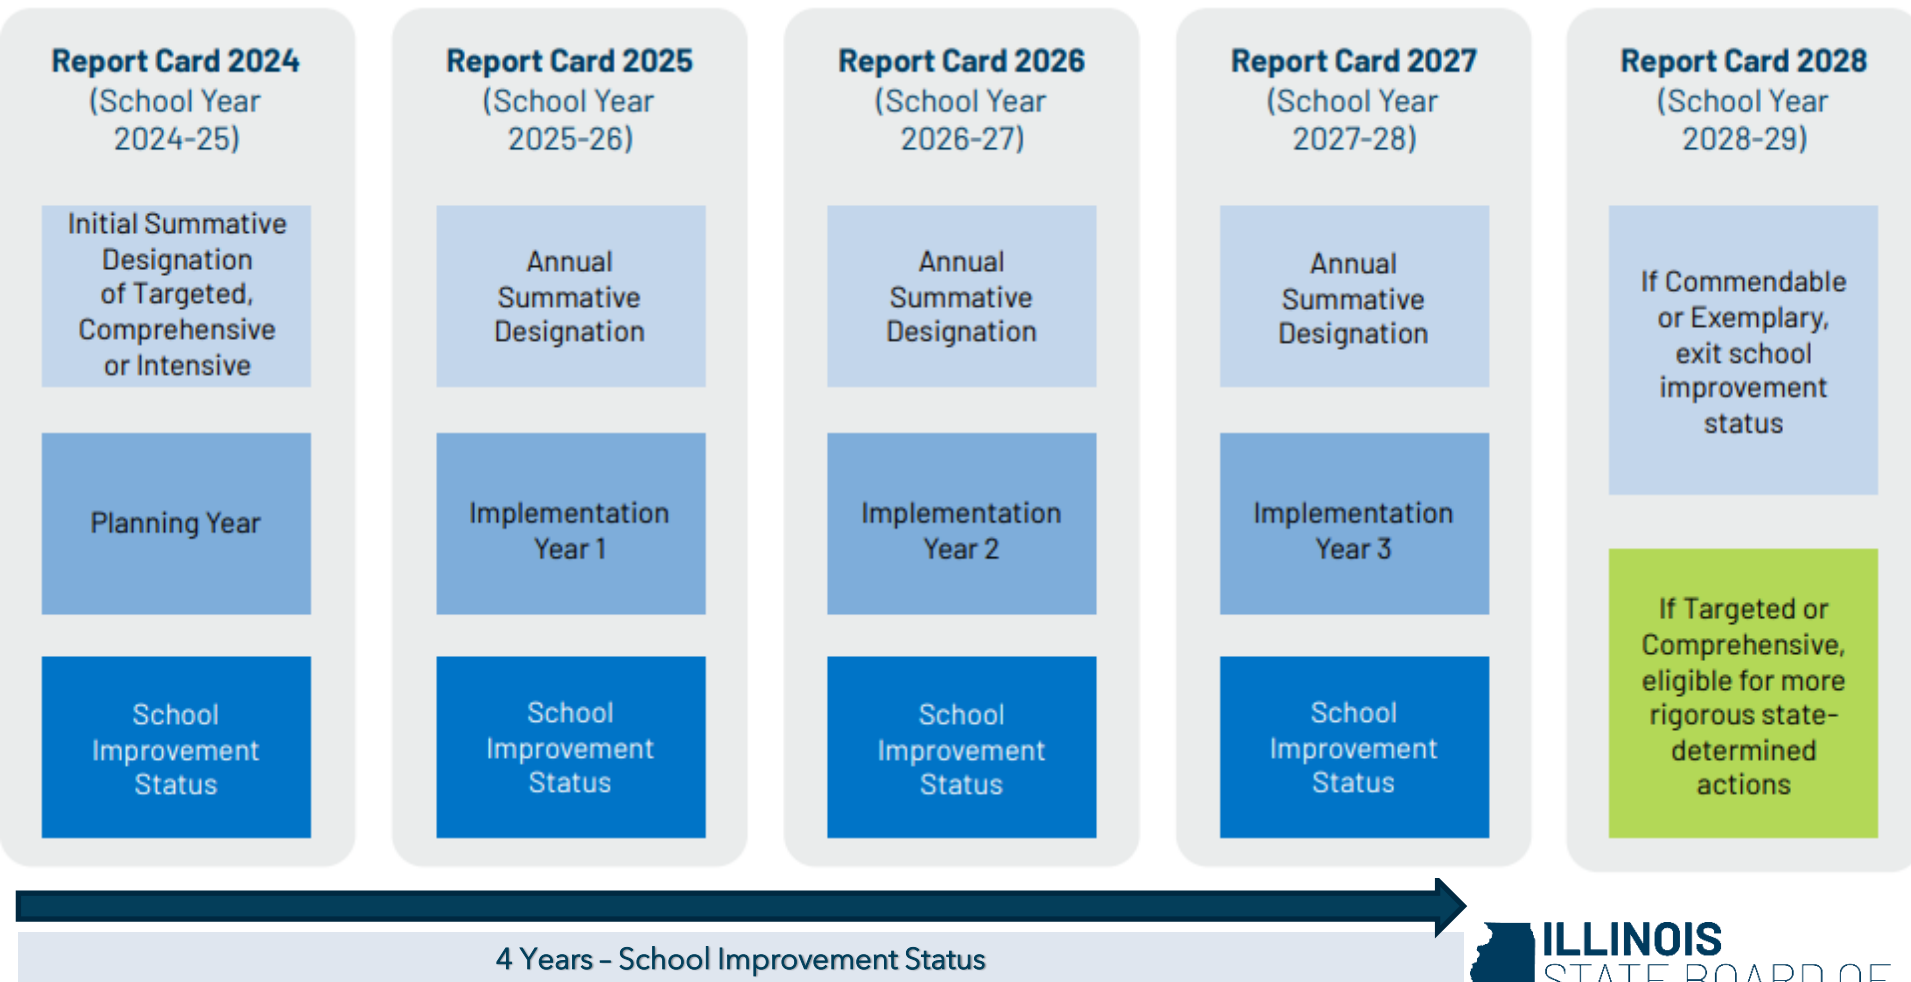 Report Card 2024
(School Year
2024-25)
Initial Summative
Designation
of Targeted,
Comprehensive
or Intensive
Planning Year
School
Improvement
Status
Report Card 2025
(School Year
2025-26)
Annual
Summative
Designation
Implementation
Year 1
School
Improvement
Status
Report Card 2026
(School Year
2026-27)
Annual
Summative
Designation
Implementation
Year 2
School
Improvement
Status
Report Card 2027
(School Year
2027-28)
Annual
Summative
Designation
Implementation
Year 3
School
Improvement
Status
Report Card 2028
(School Year
2028-29)
If Commendable
or Exemplary,
exit school
improvement
status
If Targeted or
Comprehensive,
eligible for more
rigorous state-
determined
actions
4 Years – School Improvement Status
ILLINOIS
STATE BOARD OF